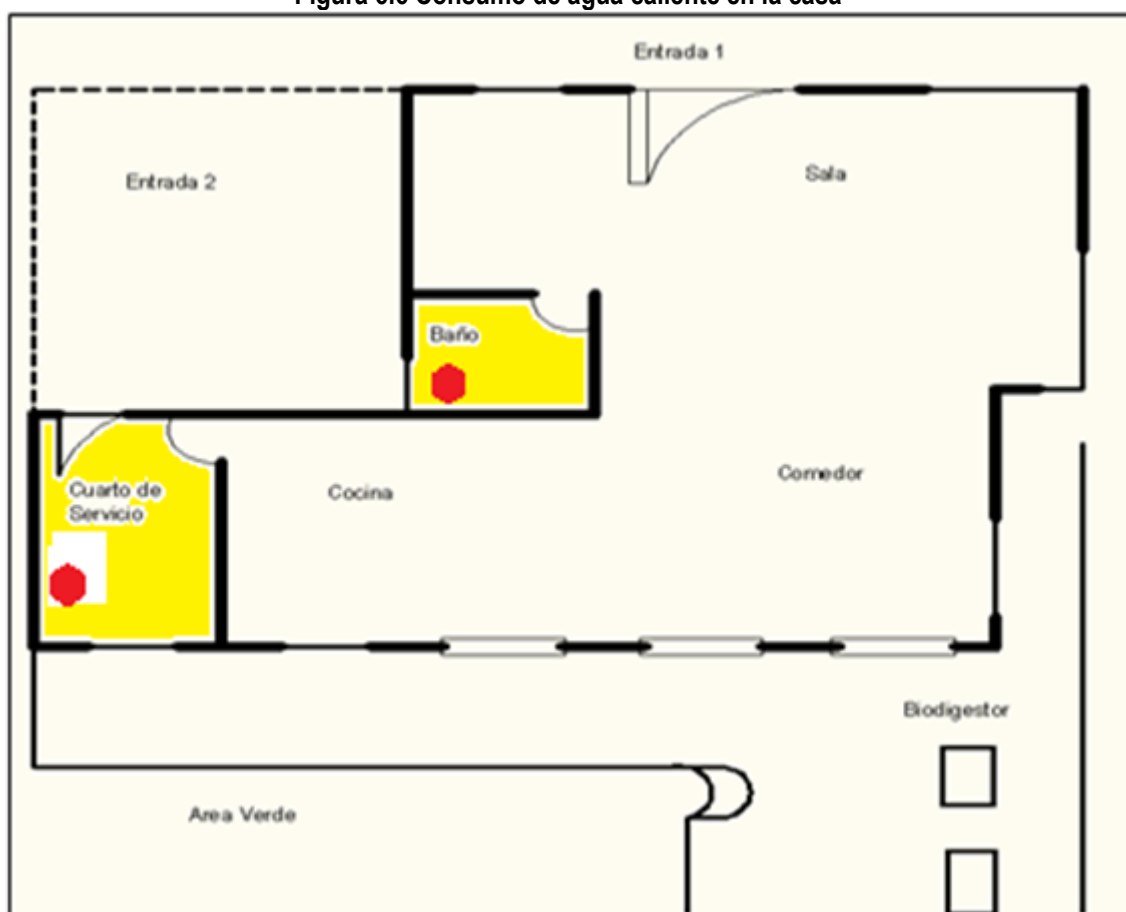 Consumo de agua caliente en la casa
Entrada 1
Entrada 2
Sala
Baño
Cuarto de
Servicio
Cocina
Comedor
Biodigestor
Area Verde